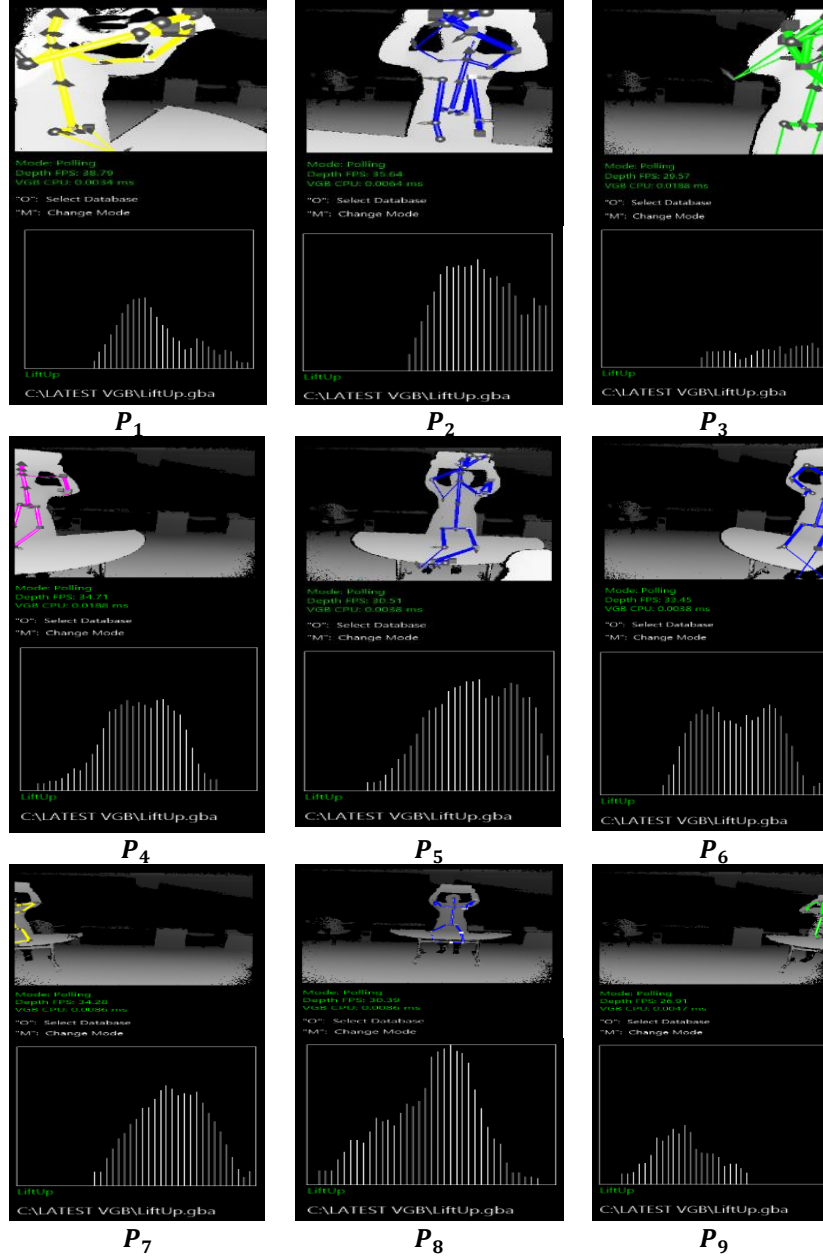 Mode: Polling
Depth FPS: 38.79
VGB CPU: 0.0034 ms
"O": Select Database
"M": Change Mode
LiftUp
C:\LATEST VGB\LiftUp.gba
P₁
Mode: Polling
Depth FPS: 35.64
VGB CPU: 0.0064 ms
"O": Select Database
"M": Change Mode
LiftUp
C:\LATEST VGB\LiftUp.gba
P₂
Mode: Polling
Depth FPS: 29.57
VGB CPU: 0.0188 ms
"O": Select Database
"M": Change Mode
LiftUp
C:\LATEST VGB\LiftUp.gba
P₃
Mode: Polling
Depth FPS: 34.71
VGB CPU: 0.0188 ms
"O": Select Database
"M": Change Mode
LiftUp
C:\LATEST VGB\LiftUp.gba
P₄
Mode: Polling
Depth FPS: 30.51
VGB CPU: 0.0038 ms
"O": Select Database
"M": Change Mode
LiftUp
C:\LATEST VGB\LiftUp.gba
P₅
Mode: Polling
Depth FPS: 33.45
VGB CPU: 0.0038 ms
"O": Select Database
"M": Change Mode
LiftUp
C:\LATEST VGB\LiftUp.gba
P₆
Mode: Polling
Depth FPS: 34.28
VGB CPU: 0.0086 ms
"O": Select Database
"M": Change Mode
LiftUp
C:\LATEST VGB\LiftUp.gba
P₇
Mode: Polling
Depth FPS: 30.39
VGB CPU: 0.0086 ms
"O": Select Database
"M": Change Mode
LiftUp
C:\LATEST VGB\LiftUp.gba
P₈
Mode: Polling
Depth FPS: 26.91
VGB CPU: 0.0047 ms
"O": Select Database
"M": Change Mode
LiftUp
C:\LATEST VGB\LiftUp.gba
P₉